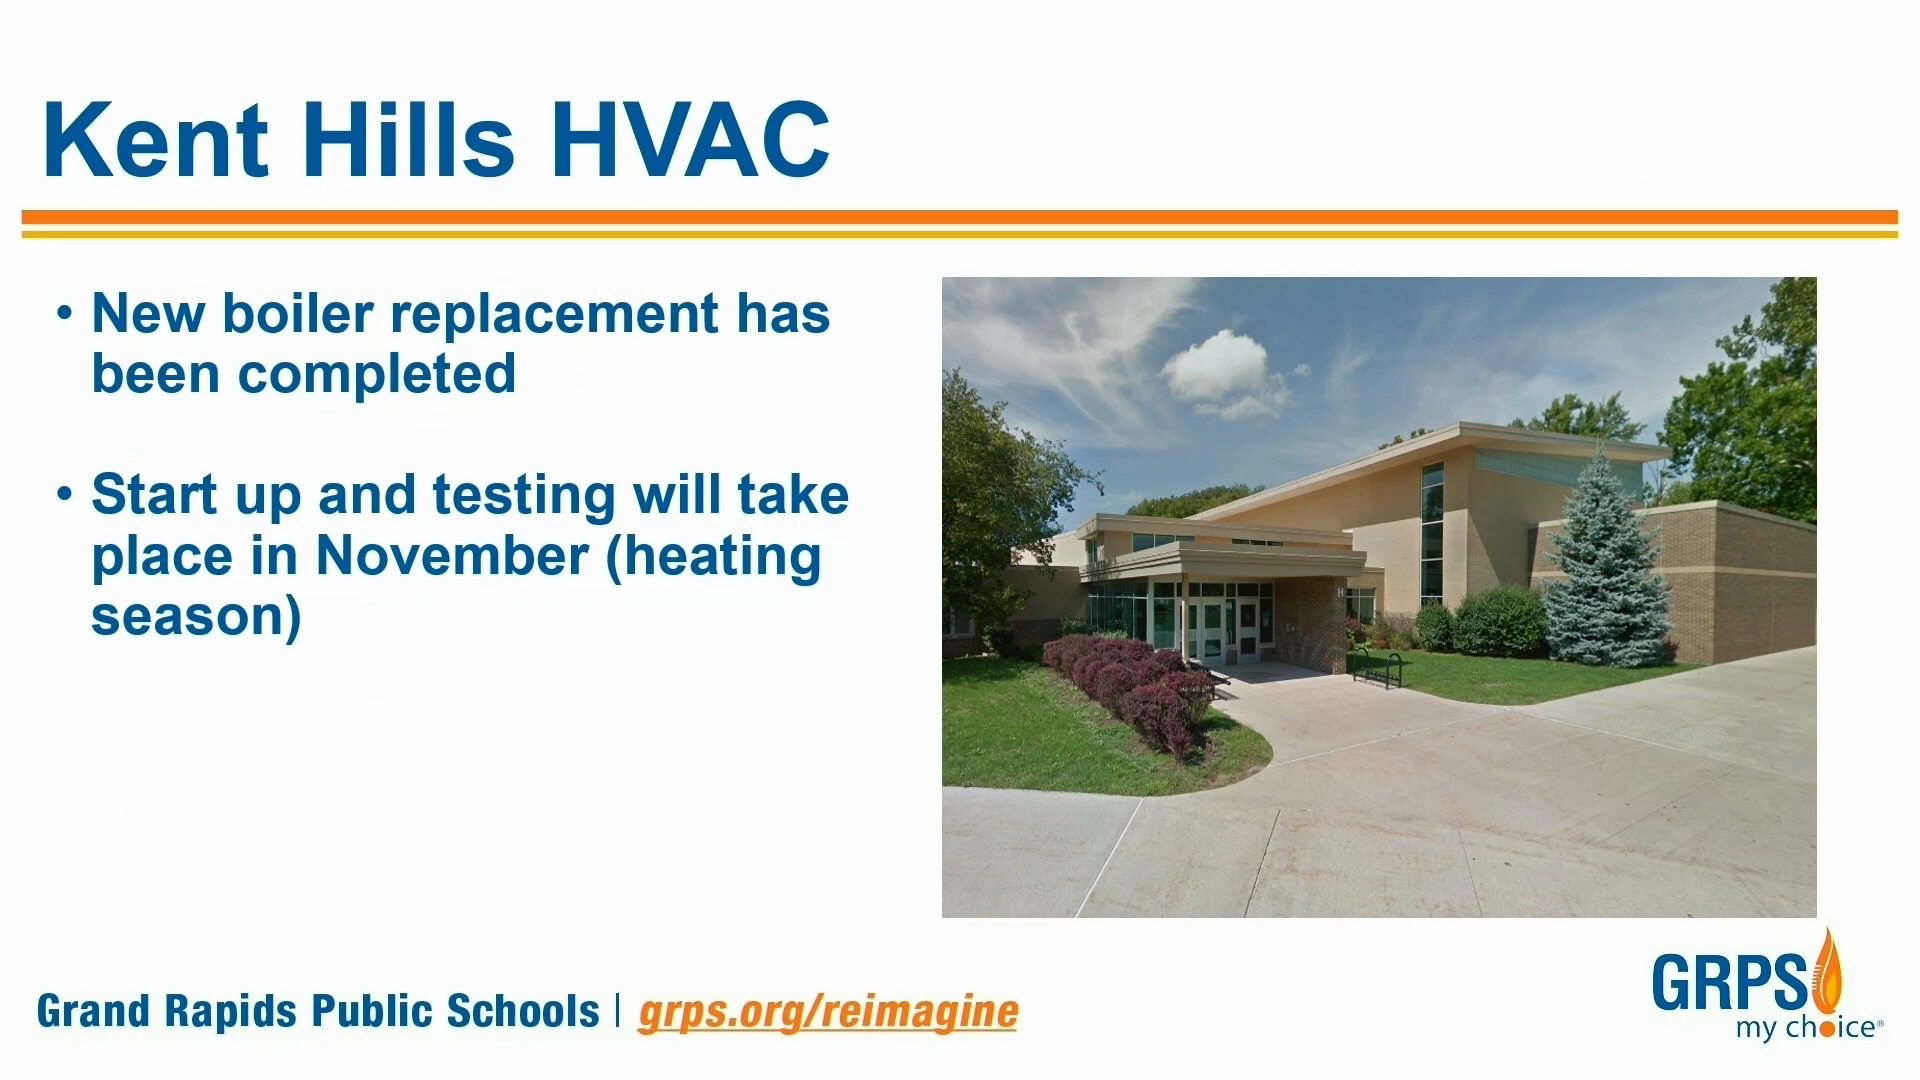 Kent Hills HVAC
• New boiler replacement has
been completed
• Start up and testing will take
place in November (heating
season)
H
Grand Rapids Public Schools | grps.org/reimagine
GRPS
my choice®